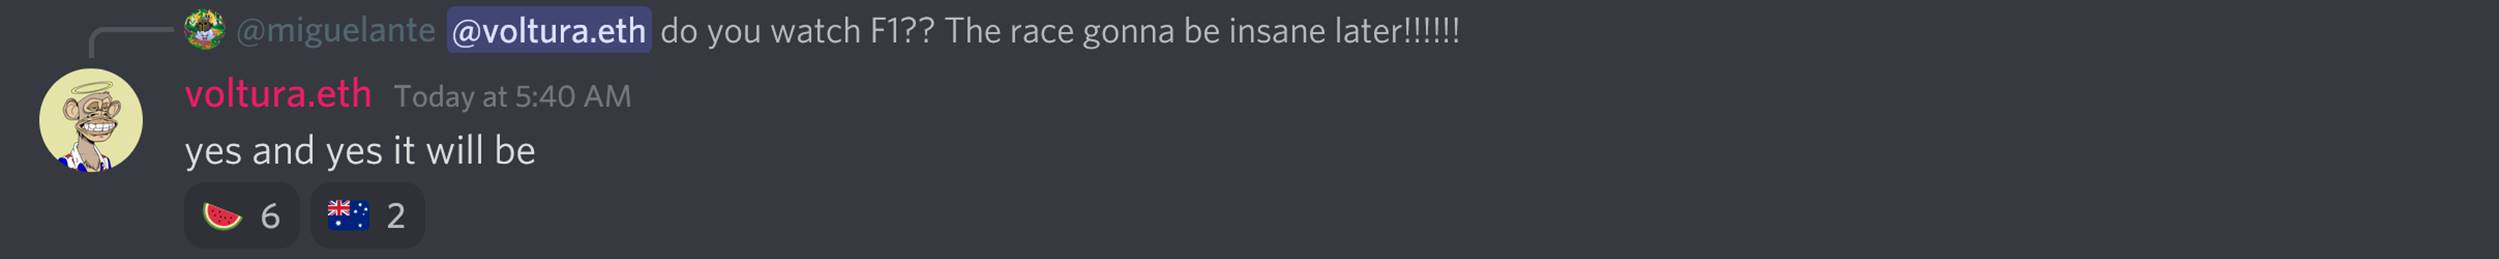 @miguelante @voltura.eth do you watch F1?? The race gonna be insane later!!!!!!
voltura.eth Today at 5:40 AM
yes and yes it will be
6 2